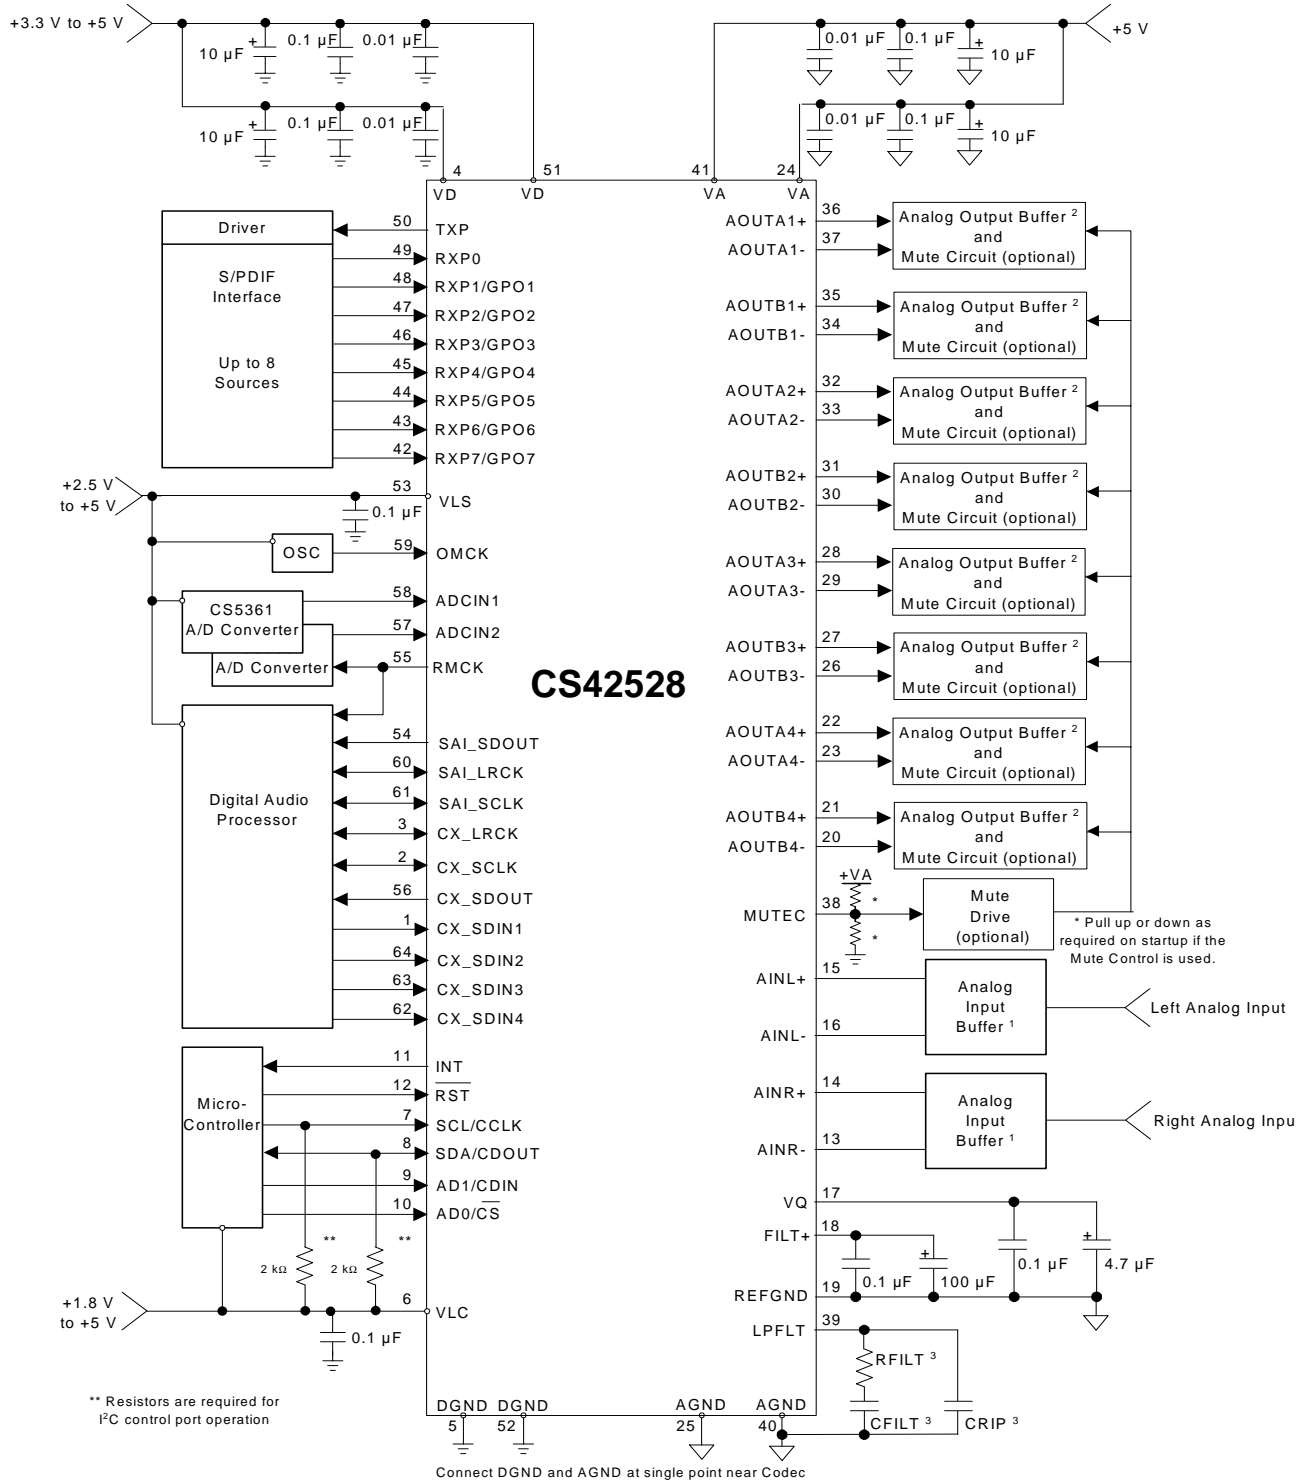 +3.3 V to +5 V
10 µF
+
0.1 µF
0.01 µF
0.01 µF
0.1 µF
+
10 µF
+5 V
10 µF
+
0.1 µF
0.01 µF
0.01 µF
0.1 µF
+
10 µF
4
51
41
24
VD
VD
VA
VA
Driver
S/PDIF
Interface
Up to 8
Sources
50
TXP
49
RXP0
48
RXP1/GPO1
47
RXP2/GPO2
46
RXP3/GPO3
45
RXP4/GPO4
44
RXP5/GPO5
43
RXP6/GPO6
42
RXP7/GPO7
+2.5 V
to +5 V
53
VLS
0.1 µF
OSC
59
OMCK
CS5361
A/D Converter
A/D Converter
58
ADCIN1
57
ADCIN2
55
RMCK
CS42528
Digital Audio
Processor
54
SAI_SDOUT
60
SAI_LRCK
61
SAI_SCLK
3
CX_LRCK
2
CX_SCLK
56
CX_SDOUT
1
CX_SDIN1
64
CX_SDIN2
63
CX_SDIN3
62
CX_SDIN4
Micro-
Controller
11
INT
12
RST
7
SCL/CCLK
8
SDA/CDOUT
9
AD1/CDIN
10
AD0/CS
**
**
2 kΩ
2 kΩ
+1.8 V
to +5 V
6
VLC
0.1 µF
** Resistors are required for
I²C control port operation
DGND
DGND
AGND
AGND
5
52
25
40
Connect DGND and AGND at single point near Codec
AOUTA1+
36
AOUTA1-
37
Analog Output Buffer ²
and
Mute Circuit (optional)
AOUTB1+
35
AOUTB1-
34
Analog Output Buffer ²
and
Mute Circuit (optional)
AOUTA2+
32
AOUTA2-
33
Analog Output Buffer ²
and
Mute Circuit (optional)
AOUTB2+
31
AOUTB2-
30
Analog Output Buffer ²
and
Mute Circuit (optional)
AOUTA3+
28
AOUTA3-
29
Analog Output Buffer ²
and
Mute Circuit (optional)
AOUTB3+
27
AOUTB3-
26
Analog Output Buffer ²
and
Mute Circuit (optional)
AOUTA4+
22
AOUTA4-
23
Analog Output Buffer ²
and
Mute Circuit (optional)
AOUTB4+
21
AOUTB4-
20
Analog Output Buffer ²
and
Mute Circuit (optional)
+VA
*
*
MUTEC
38
Mute
Drive
(optional)
* Pull up or down as
required on startup if the
Mute Control is used.
AINL+
15
AINL-
16
Analog
Input
Buffer ¹
Left Analog Input
AINR+
14
AINR-
13
Analog
Input
Buffer ¹
Right Analog Inpu
VQ
17
FILT+
18
0.1 µF
+
100 µF
0.1 µF
+
4.7 µF
REFGND
19
LPFLT
39
RFILT ³
CFILT ³
CRIP ³